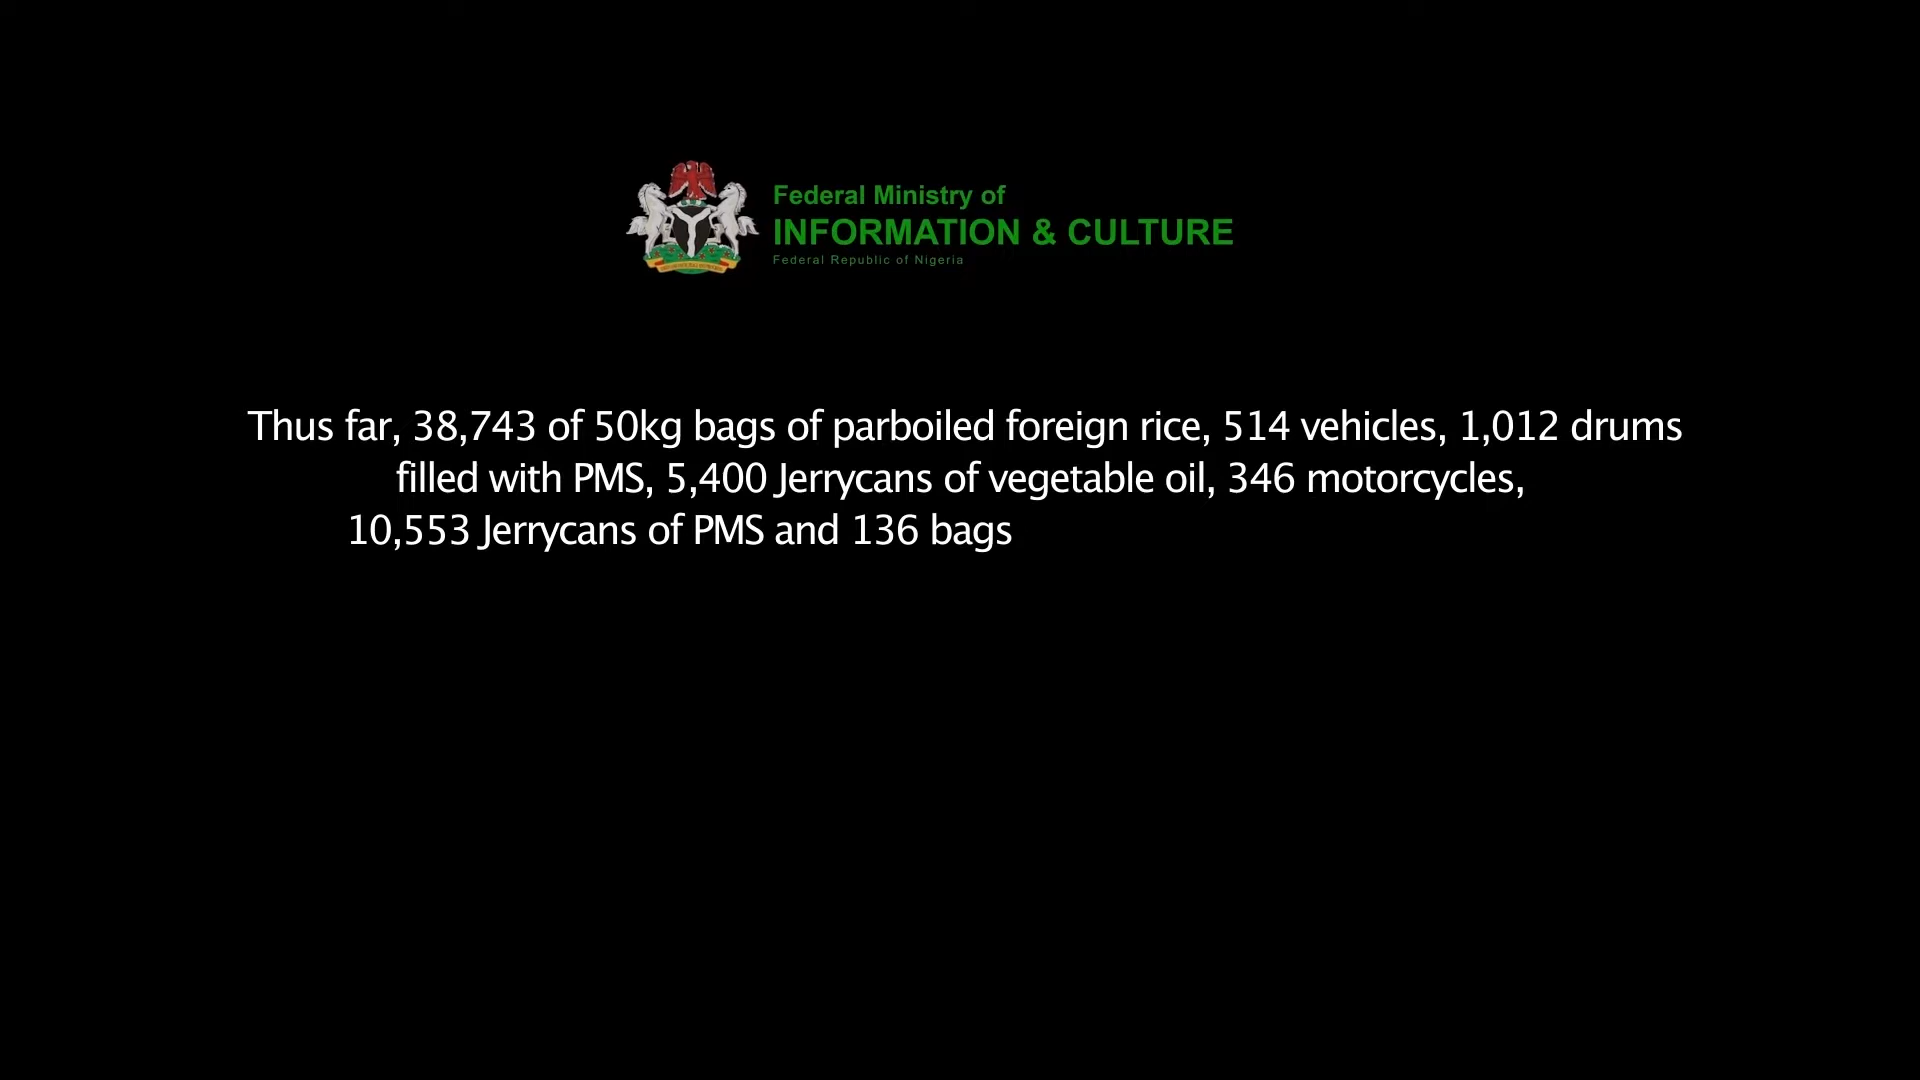 Federal Ministry of
INFORMATION & CULTURE
Federal Republic of Nigeria
Thus far, 38,743 of 50kg bags of parboiled foreign rice, 514 vehicles, 1,012 drums
filled with PMS, 5,400 Jerrycans of vegetable oil, 346 motorcycles,
10,553 Jerrycans of PMS and 136 bags